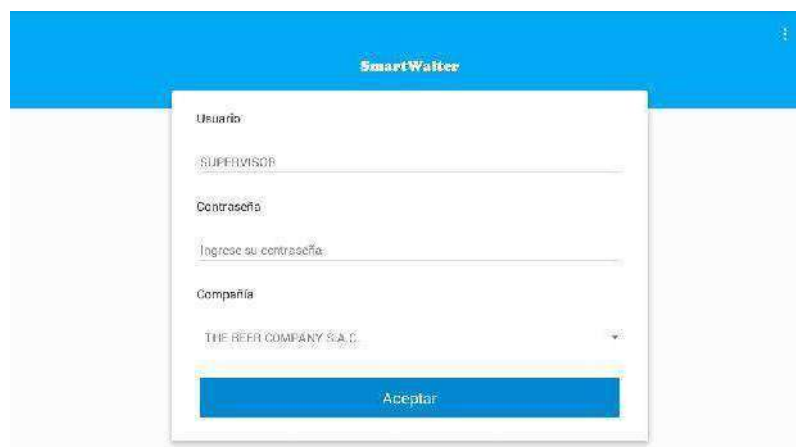 SmartWaiter
Usuario
SUPERVISOR
Contraseña
Ingrese su contraseña
Compañía
THE BEER COMPANY S.A.C.
Aceptar